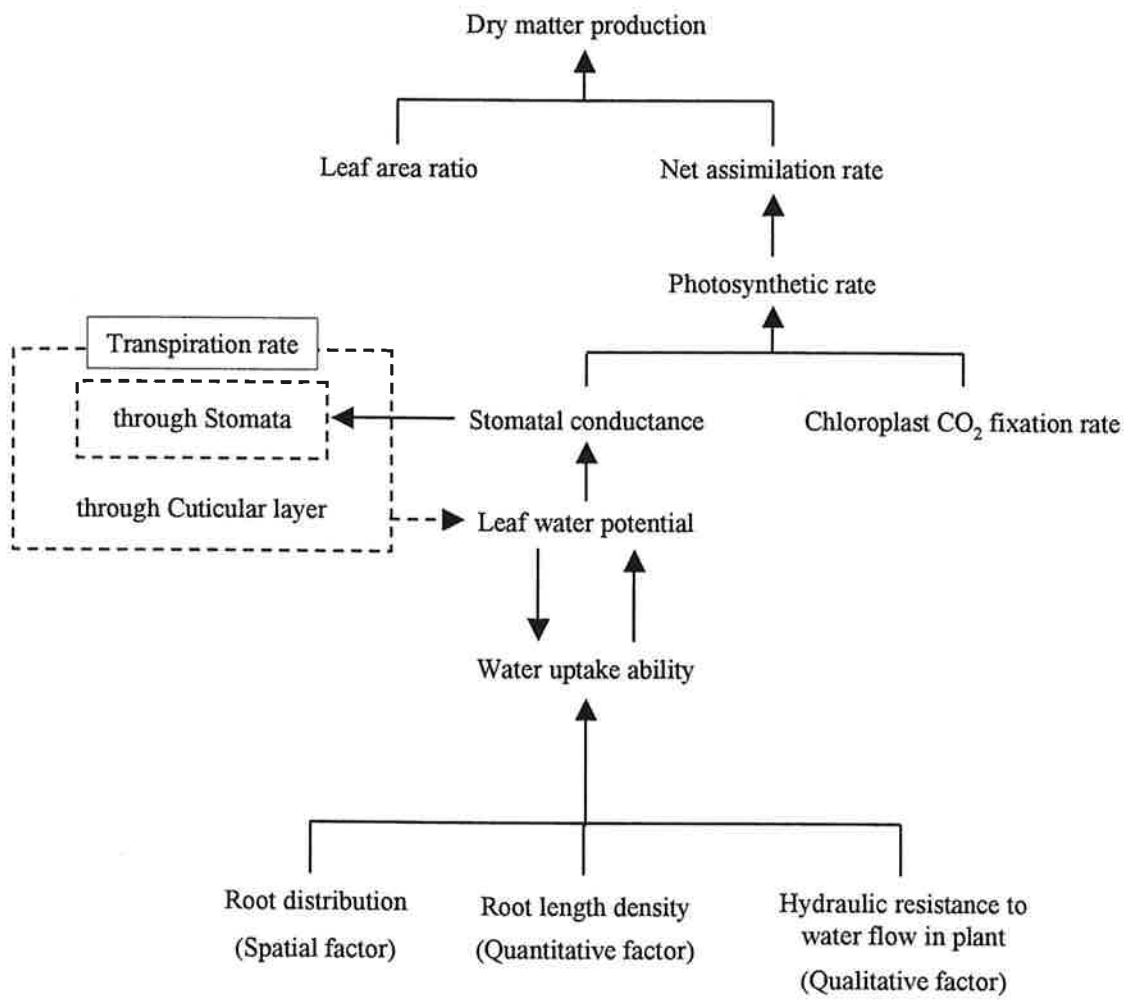 Dry matter production
Leaf area ratio
Net assimilation rate
Photosynthetic rate
Transpiration rate
through Stomata
Stomatal conductance
Chloroplast CO₂ fixation rate
through Cuticular layer
Leaf water potential
Water uptake ability
Root distribution
(Spatial factor)
Root length density
(Quantitative factor)
Hydraulic resistance to
water flow in plant
(Qualitative factor)